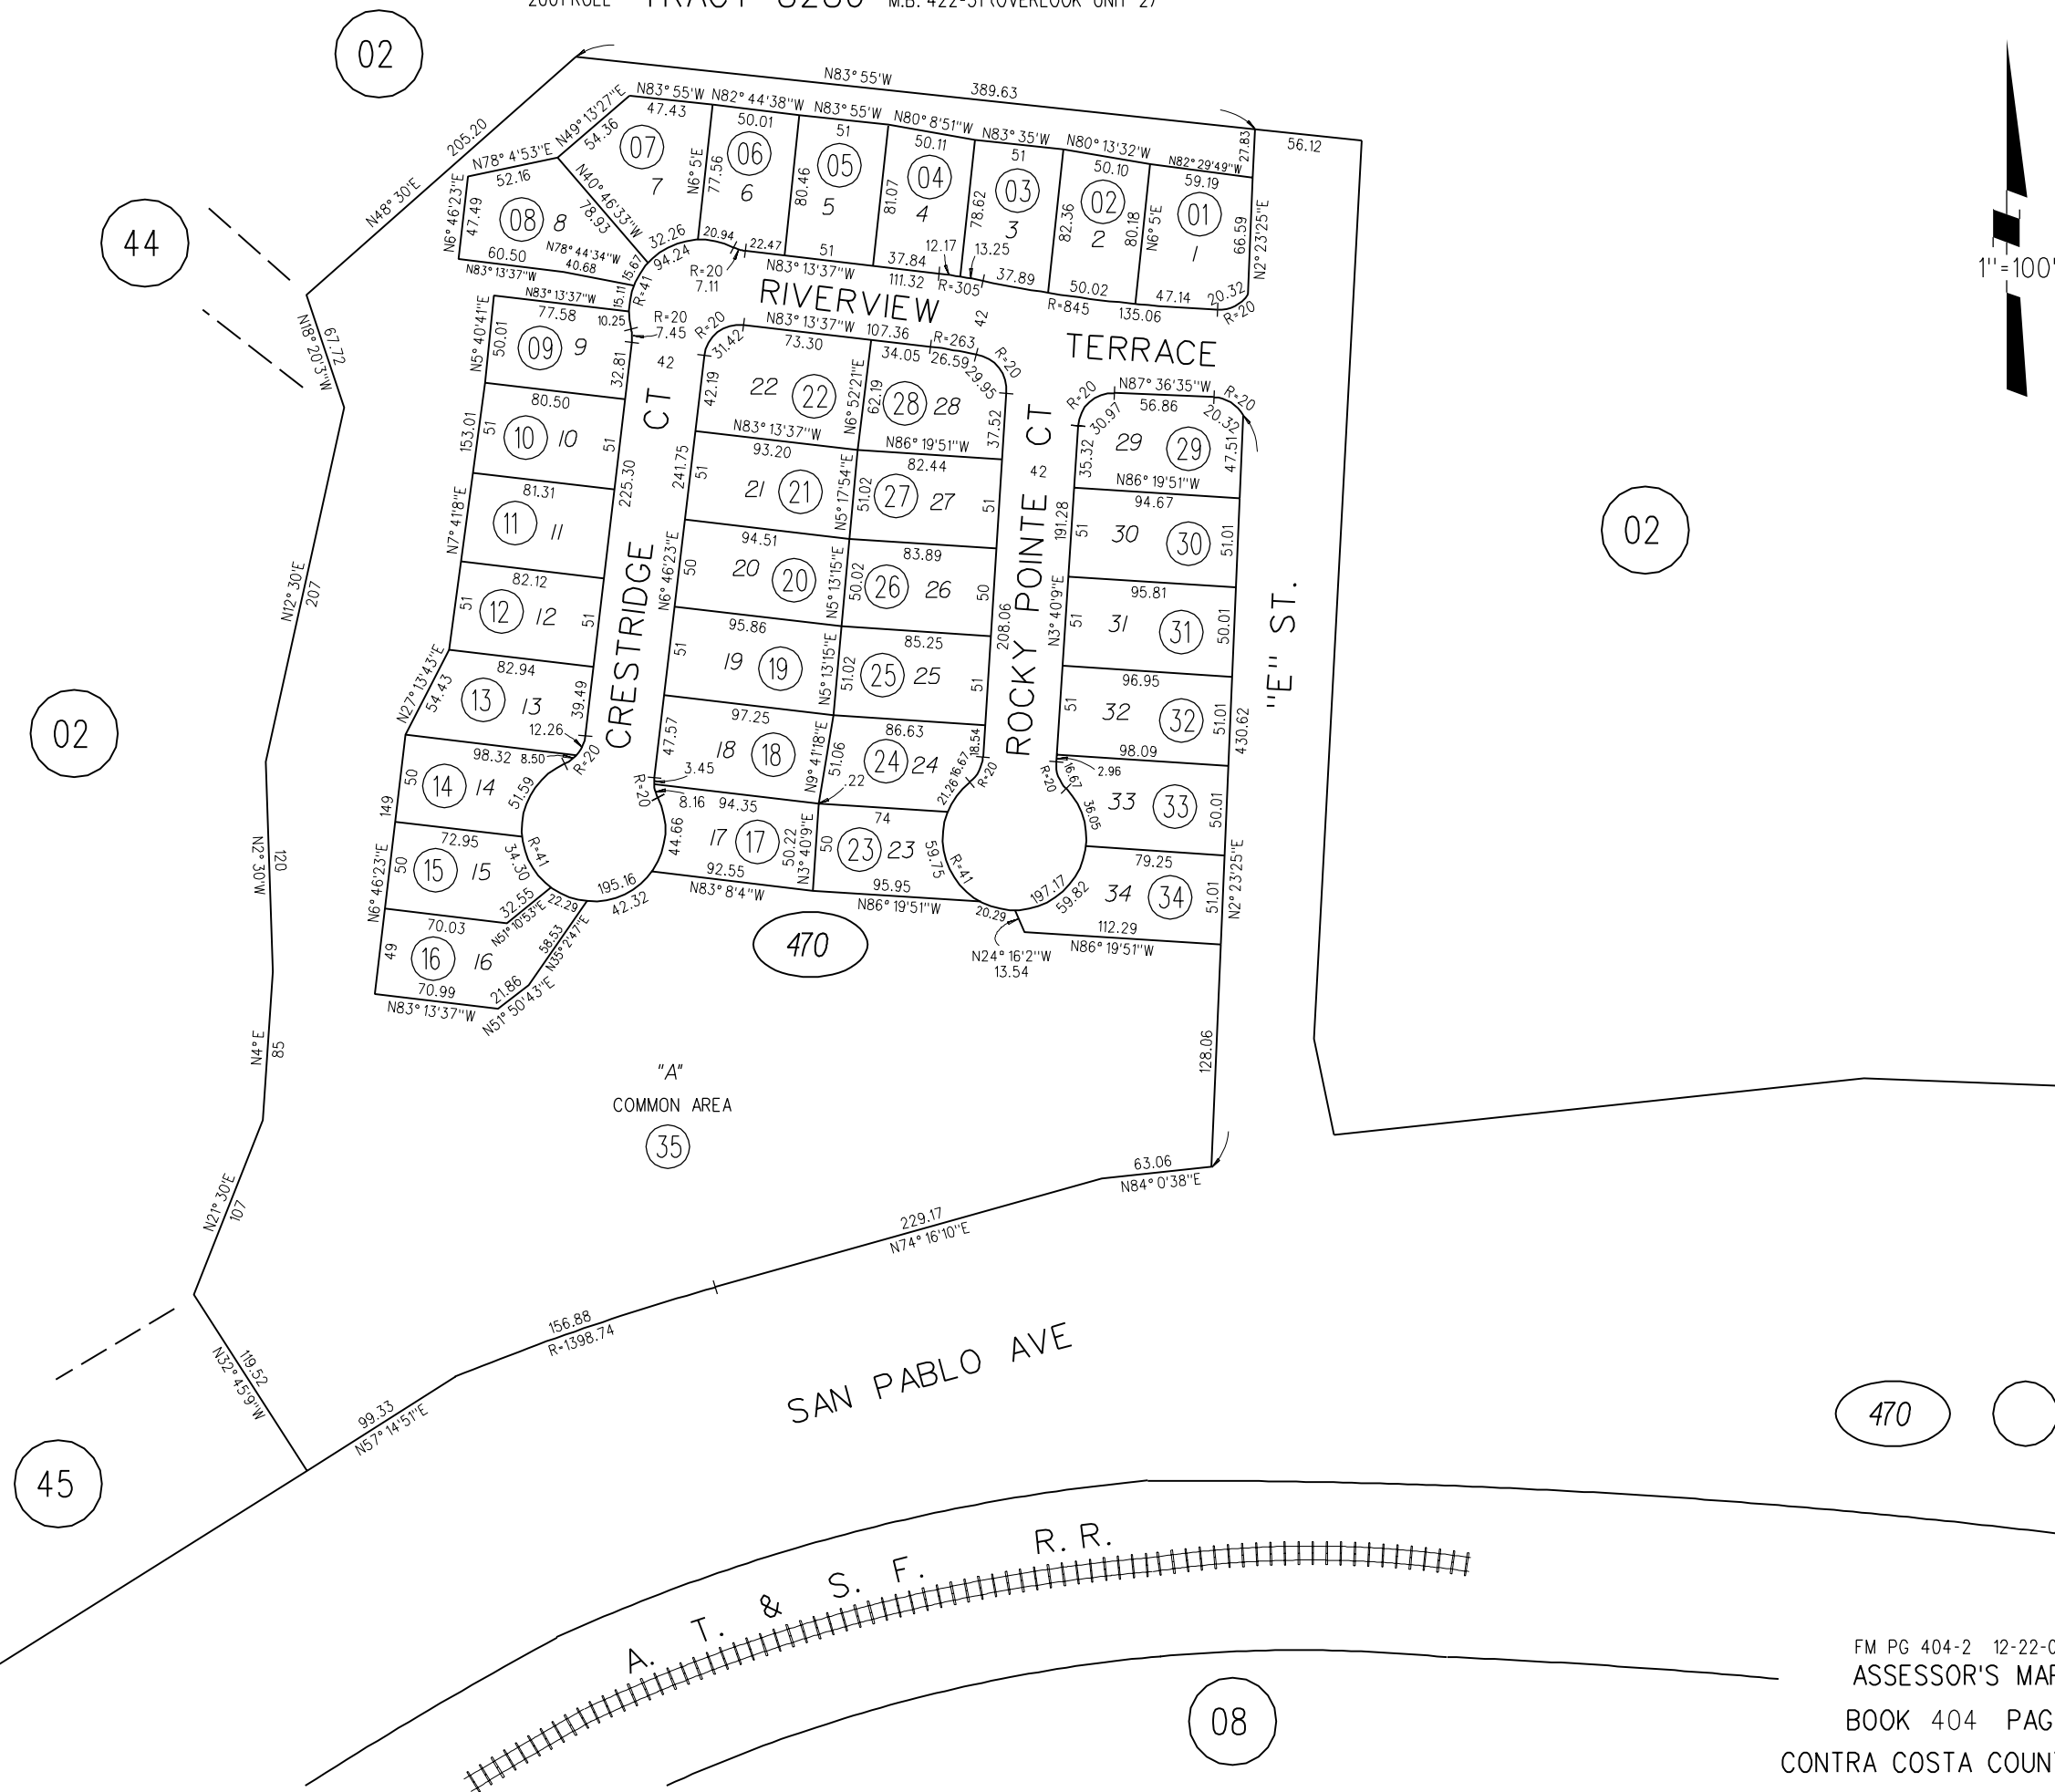 M.B. 422-31 (OVERLOOK UNIT 2)
02
N83°55'W 389.63
56.12
27.83
205.20
N48°30'E
44
N18°20'3"W
67.72
N12°30'E
207
02
N2°30'W
120
N4°E
85
N21°30'E
107
N32°45'9"W
119.52
45
N49°13'27"E
54.36
N83°55'W
47.43
07
7
N6°5'E
77.56
N82°44'38"W
50.01
06
6
80.46
N83°55'W
51
05
5
81.07
N80°8'51"W
50.11
04
4
78.62
N83°35'W
51
03
3
82.36
N80°13'32"W
50.10
02
2
80.18
N6°5'E
N82°29'49"W
59.19
01
1
66.59
N2°23'25"E
N78°4'53"E
52.16
N6°46'23"E
47.49
08 8
N40°46'33"W
78.93
N78°44'34"W
40.68
60.50
N83°13'37"W
32.26
94.24
15.67
15.11
R=41
20.94
R=20
7.11
22.47
51
N83°13'37"W
37.84
111.32
12.17
13.25
R=305
37.89
50.02
R=845
135.06
47.14
20.32
R=20
RIVERVIEW
TERRACE
42
N83°13'37"W
77.58
10.25
R=20
7.45
42
N5°40'41"E
50.01
09 9
32.81
153.01
80.50
51
10 10
51
81.31
N7°41'8"E
11 11
225.30
82.12
51
12 12
51
82.94
N27°13'43"E
54.43
13 13
39.49
12.26
R=20
98.32 8.50
50
14 14
51.59
149
72.95
50
15 15
R=41
34.30
N6°46'23"E
32.55
N51°10'53"E
22.29
70.03
49
16 16
70.99
N83°13'37"W
21.86
N51°50'43"E
58.53
N35°2'47"E
195.16
42.32
CRESTRIDGE CT
R=20
31.42
N83°13'37"W 107.36
73.30
34.05
R=263
26.59
R=20
29.95
42.19
22 22
N6°52'21"E
62.19
28 28
37.52
N83°13'37"W
93.20
N86°19'51"W
82.44
241.75
51
21 21
N5°17'54"E
51.02
27 27
51
94.51
83.89
N6°46'23"E
50
20 20
N5°13'15"E
50.02
26 26
50
95.86
85.25
208.06
51
19 19
N5°13'15"E
51.02
25 25
51
97.25
86.63
47.57
18 18
N9°41'18"E
51.06
24 24
18.54
16.67
R=20
21.26
3.45
R=20
8.16
94.35
.22
74
44.66
17 17
50.22
N3°40'9"E
50
23 23
59.75
R=41
92.55
N83°8'4"W
95.95
N86°19'51"W
470
20.29
197.17
59.82
N24°16'2"W
13.54
ROCKY POINTE CT
42
R=20
30.97
N87°36'35"W
56.86
R=20
20.32
35.32
29 29
47.51
N86°19'51"W
94.67
191.28
51
30 30
51.01
95.81
N3°40'9"E
51
31 31
50.01
96.95
51
32 32
51.01
430.62
98.09
2.96
R=20
16.67
36.05
33 33
50.01
79.25
34 34
51.01
N2°23'25"E
112.29
N86°19'51"W
"E" ST.
02
1"=100'
128.06
"A"
COMMON AREA
35
63.06
N84°0'38"E
229.17
N74°16'10"E
156.88
R=1398.74
99.33
N57°14'51"E
SAN PABLO AVE
470
A. T. & S. F. R. R.
08
FM PG 404-2 12-22-0
ASSESSOR'S MAP
BOOK 404 PAG
CONTRA COSTA COUN